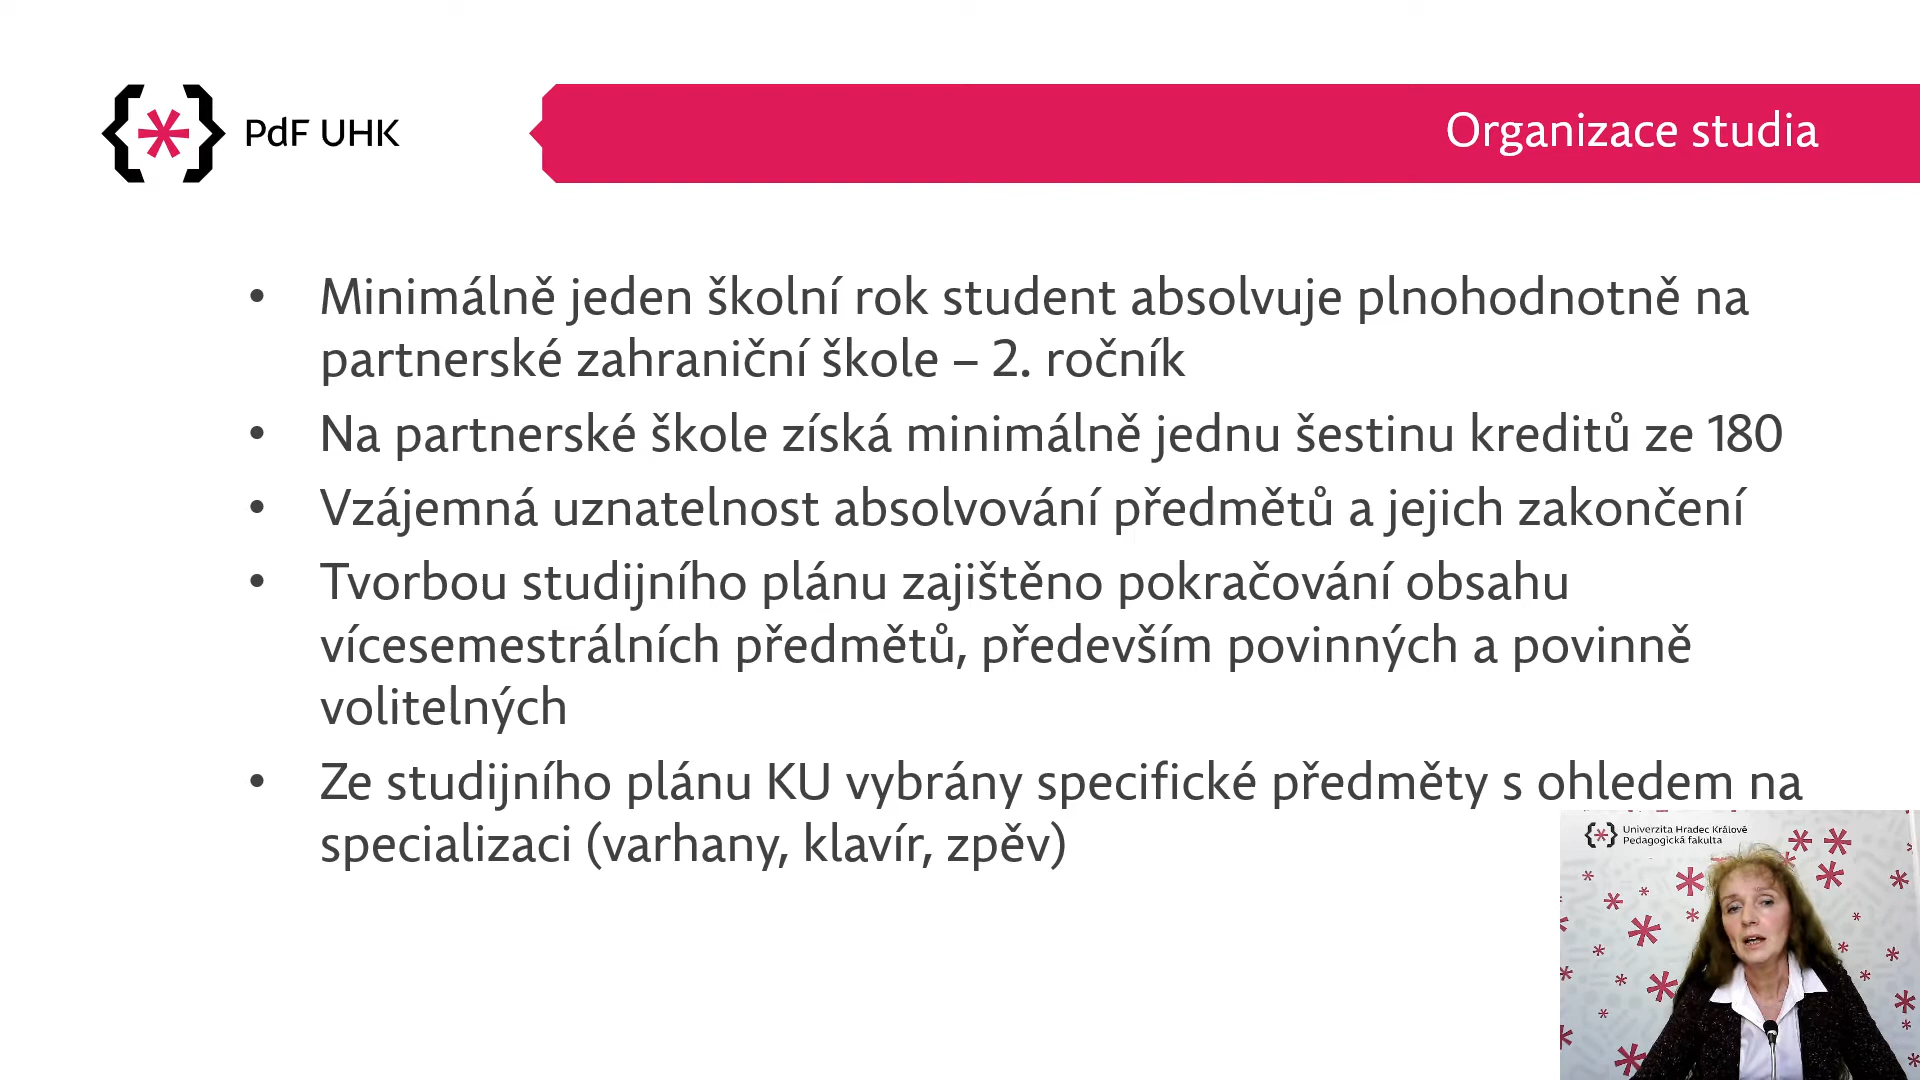 PdF UHK
Organizace studia
• Minimálně jeden školní rok student absolvuje plnohodnotně na
partnerské zahraniční škole – 2. ročník
• Na partnerské škole získá minimálně jednu šestinu kreditů ze 180
• Vzájemná uznatelnost absolvování předmětů a jejich zakončení
• Tvorbou studijního plánu zajištěno pokračování obsahu
vícesemestrálních předmětů, především povinných a povinně
volitelných
• Ze studijního plánu KU vybrány specifické předměty s ohledem na
specializaci (varhany, klavír, zpěv)
Univerzita Hradec Králové
Pedagogická fakulta